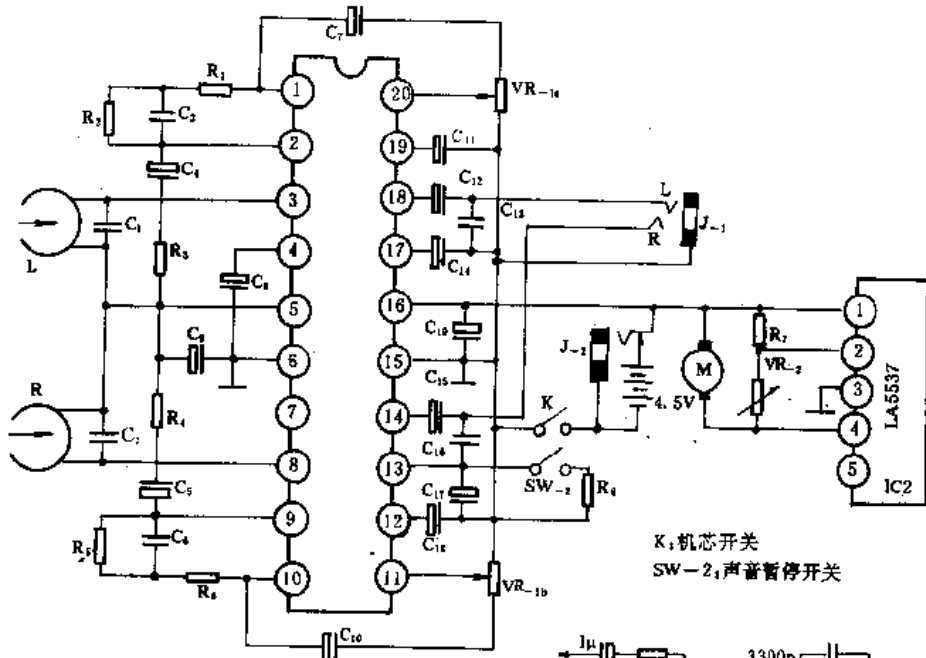 C₇
R₁
1
20
VR₋₁ₐ
R₂
C₃
2
19
C₁₁
C₄
3
18
C₁₂
L
C₁
C₁₃
R
J₋₁
L
R₃
4
17
C₁₄
C₈
5
16
1
C₉
6
C₁₉
15
J₋₂
R₇
2
C₁₅
M
VR₋₂
3
LA5537
R
7
K
4.5V
R₄
14
4
C₂
8
C₁₆
13
5
SW₋₂
R₉
C₅
C₁₇
IC2
9
12
R₅
C₆
C₁₈
K:机芯开关
10
11
SW-2:声音暂停开关
R₆
VR₋₁b
C₁₀
1μ
3300p